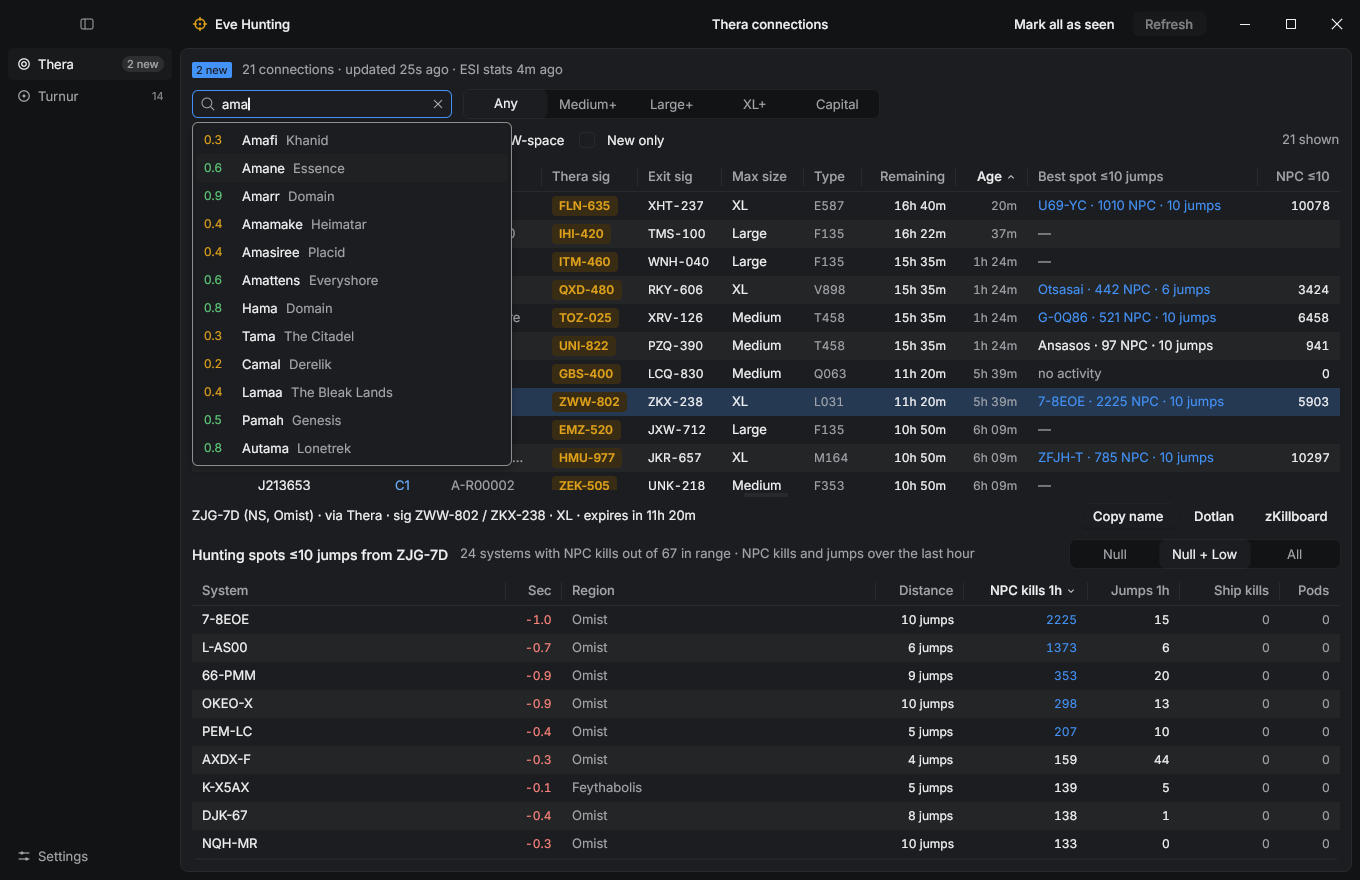 Eve Hunting Thera connections Mark all as seen Refresh
Thera 2 new
Turnur 14
2 new 21 connections · updated 25s ago · ESI stats 4m ago
ama Any Medium+ Large+ XL+ Capital
W-space New only 21 shown
0.3 Amafi Khanid
0.6 Amane Essence
0.9 Amarr Domain
0.4 Amamake Heimatar
0.4 Amasiree Placid
0.6 Amattens Everyshore
0.8 Hama Domain
0.3 Tama The Citadel
0.2 Camal Derelik
0.4 Lamaa The Bleak Lands
0.5 Pamah Genesis
0.8 Autama Lonetrek
Thera sig Exit sig Max size Type Remaining Age Best spot ≤10 jumps NPC ≤10
FLN-635 XHT-237 XL E587 16h 40m 20m U69-YC · 1010 NPC · 10 jumps 10078
IHI-420 TMS-100 Large F135 16h 22m 37m —
ITM-460 WNH-040 Large F135 15h 35m 1h 24m —
QXD-480 RKY-606 XL V898 15h 35m 1h 24m Otsasai · 442 NPC · 6 jumps 3424
re TOZ-025 XRV-126 Medium T458 15h 35m 1h 24m G-0Q86 · 521 NPC · 10 jumps 6458
UNI-822 PZQ-390 Medium T458 15h 35m 1h 24m Ansasos · 97 NPC · 10 jumps 941
GBS-400 LCQ-830 Medium Q063 11h 20m 5h 39m no activity 0
ZWW-802 ZKX-238 XL L031 11h 20m 5h 39m 7-8EOE · 2225 NPC · 10 jumps 5903
EMZ-520 JXW-712 Large F135 10h 50m 6h 09m —
... HMU-977 JKR-657 XL M164 10h 50m 6h 09m ZFJH-T · 785 NPC · 10 jumps 10297
J213653 C1 A-R00002 ZEK-505 UNK-218 Medium F353 10h 50m 6h 09m —
ZJG-7D (NS, Omist) · via Thera · sig ZWW-802 / ZKX-238 · XL · expires in 11h 20m Copy name Dotlan zKillboard
Hunting spots ≤10 jumps from ZJG-7D 24 systems with NPC kills out of 67 in range · NPC kills and jumps over the last hour Null Null + Low All
System Sec Region Distance NPC kills 1h Jumps 1h Ship kills Pods
7-8EOE -1.0 Omist 10 jumps 2225 15 0 0
L-AS00 -0.7 Omist 6 jumps 1373 6 0 0
66-PMM -0.9 Omist 9 jumps 353 20 0 0
OKEO-X -0.9 Omist 10 jumps 298 13 0 0
PEM-LC -0.4 Omist 5 jumps 207 10 0 0
AXDX-F -0.3 Omist 4 jumps 159 44 0 0
K-X5AX -0.1 Feythabolis 5 jumps 139 5 0 0
DJK-67 -0.4 Omist 8 jumps 138 1 0 0
NQH-MR -0.3 Omist 10 jumps 133 0 0 0
Settings